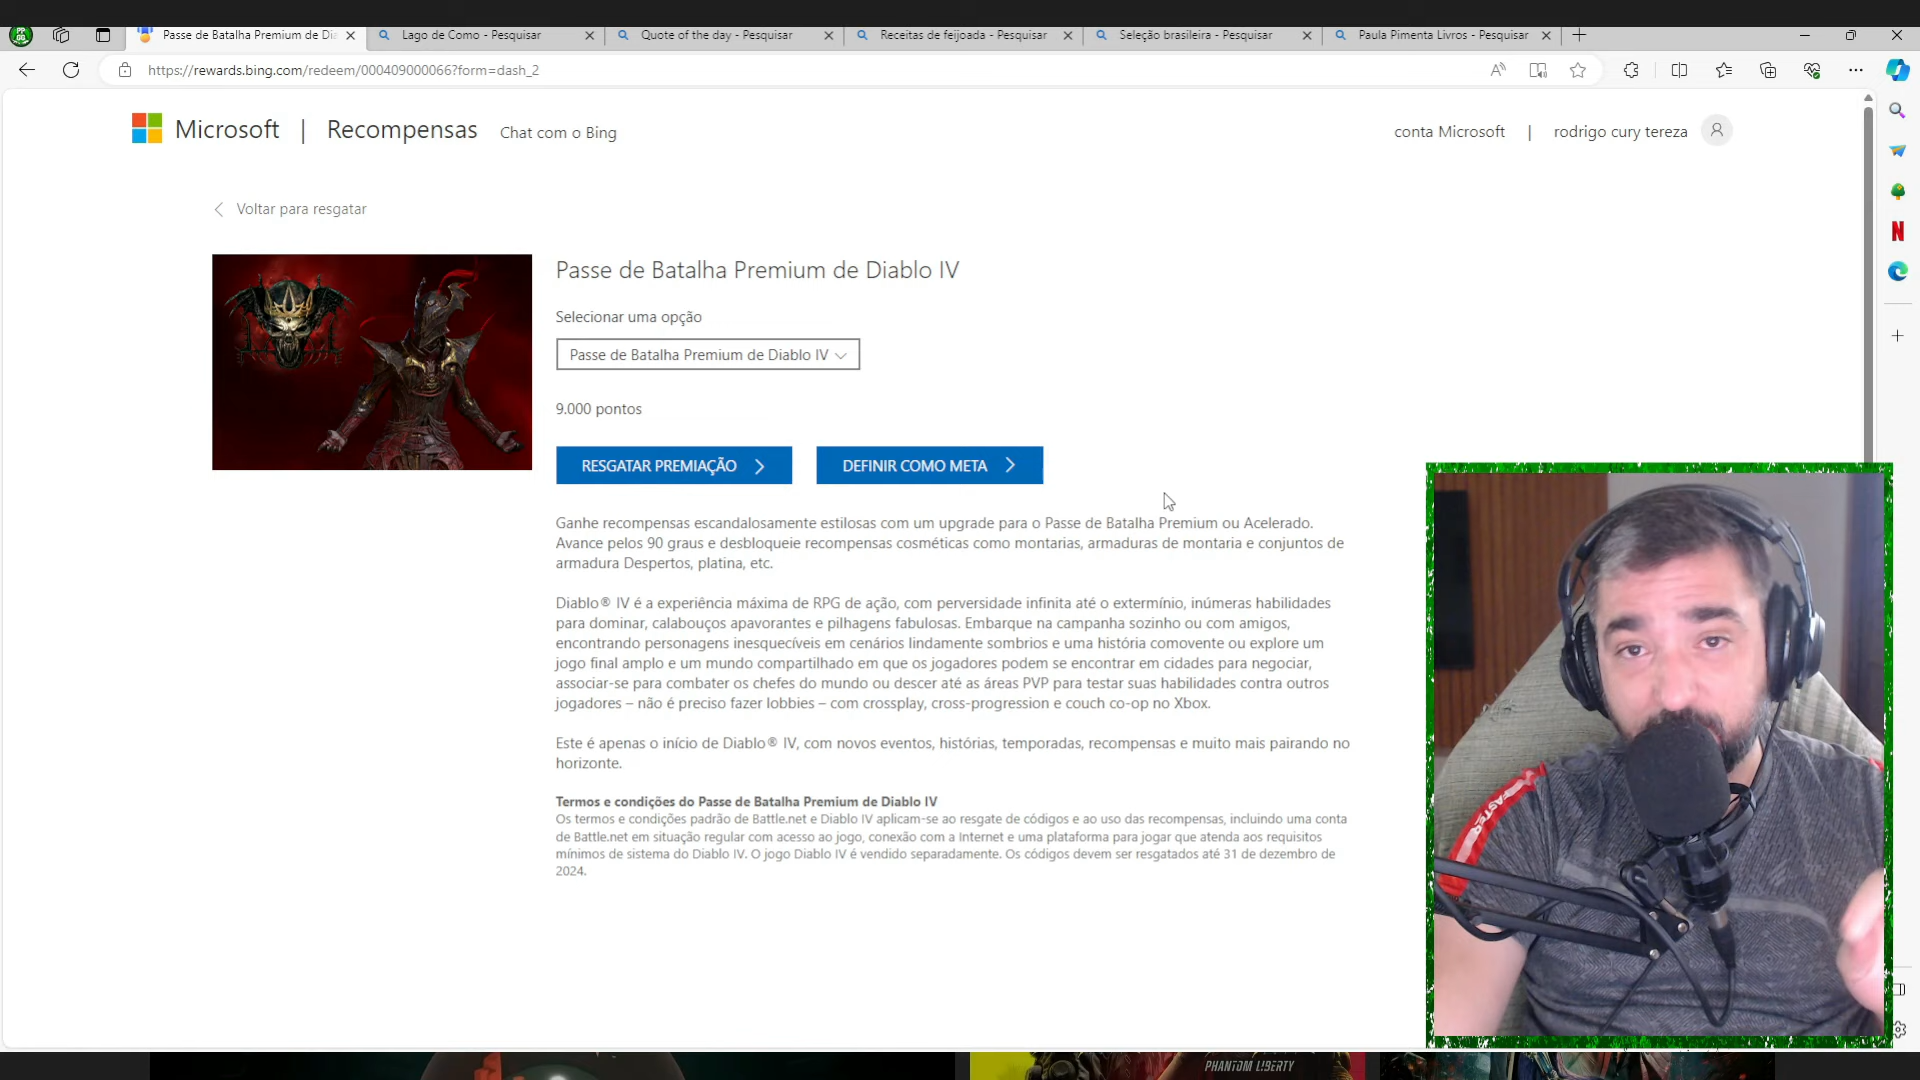 Passe de Batalha Premium de Dia
Lago de Como - Pesquisar
Quote of the day - Pesquisar
Receitas de feijoada - Pesquisar
Seleção brasileira - Pesquisar
Paula Pimenta Livros - Pesquisar
https://rewards.bing.com/redeem/000409000066?form=dash_2
Microsoft | Recompensas Chat com o Bing
conta Microsoft | rodrigo cury tereza
Voltar para resgatar
Passe de Batalha Premium de Diablo IV
Selecionar uma opção
Passe de Batalha Premium de Diablo IV
9.000 pontos
RESGATAR PREMIAÇÃO
DEFINIR COMO META
Ganhe recompensas escandalosamente estilosas com um upgrade para o Passe de Batalha Premium ou Acelerado.
Avance pelos 90 graus e desbloqueie recompensas cosméticas como montarias, armaduras de montaria e conjuntos de
armadura Despertos, platina, etc.
Diablo® IV é a experiência máxima de RPG de ação, com perversidade infinita até o extermínio, inúmeras habilidades
para dominar, calabouços apavorantes e pilhagens fabulosas. Embarque na campanha sozinho ou com amigos,
encontrando personagens inesquecíveis em cenários lindamente sombrios e uma história comovente ou explore um
jogo final amplo e um mundo compartilhado em que os jogadores podem se encontrar em cidades para negociar,
associar-se para combater os chefes do mundo ou descer até as áreas PVP para testar suas habilidades contra outros
jogadores – não é preciso fazer lobbies – com crossplay, cross-progression e couch co-op no Xbox.
Este é apenas o início de Diablo® IV, com novos eventos, histórias, temporadas, recompensas e muito mais pairando no
horizonte.
Termos e condições do Passe de Batalha Premium de Diablo IV
Os termos e condições padrão de Battle.net e Diablo IV aplicam-se ao resgate de códigos e ao uso das recompensas, incluindo uma conta
de Battle.net em situação regular com acesso ao jogo, conexão com a Internet e uma plataforma para jogar que atenda aos requisitos
mínimos de sistema do Diablo IV. O jogo Diablo IV é vendido separadamente. Os códigos devem ser resgatados até 31 de dezembro de
2024.
PHANTOM LIBERTY